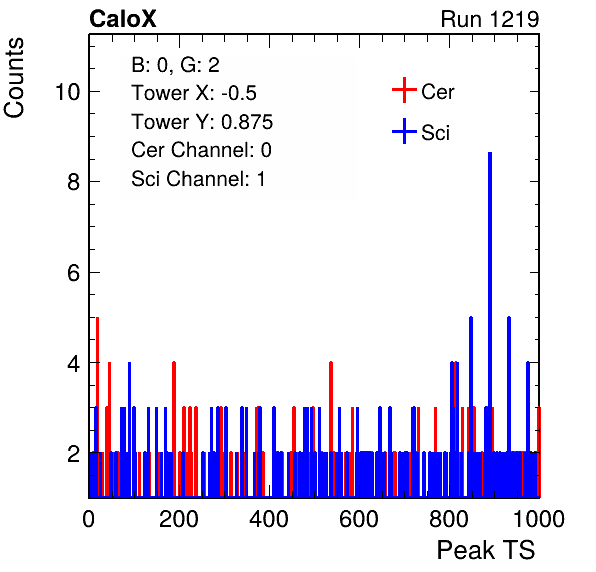 CaloX Run 1219
Counts
B: 0, G: 2
Tower X: -0.5
Tower Y: 0.875
Cer Channel: 0
Sci Channel: 1
Cer
Sci
10
8
6
4
2
0 200 400 600 800 1000
Peak TS